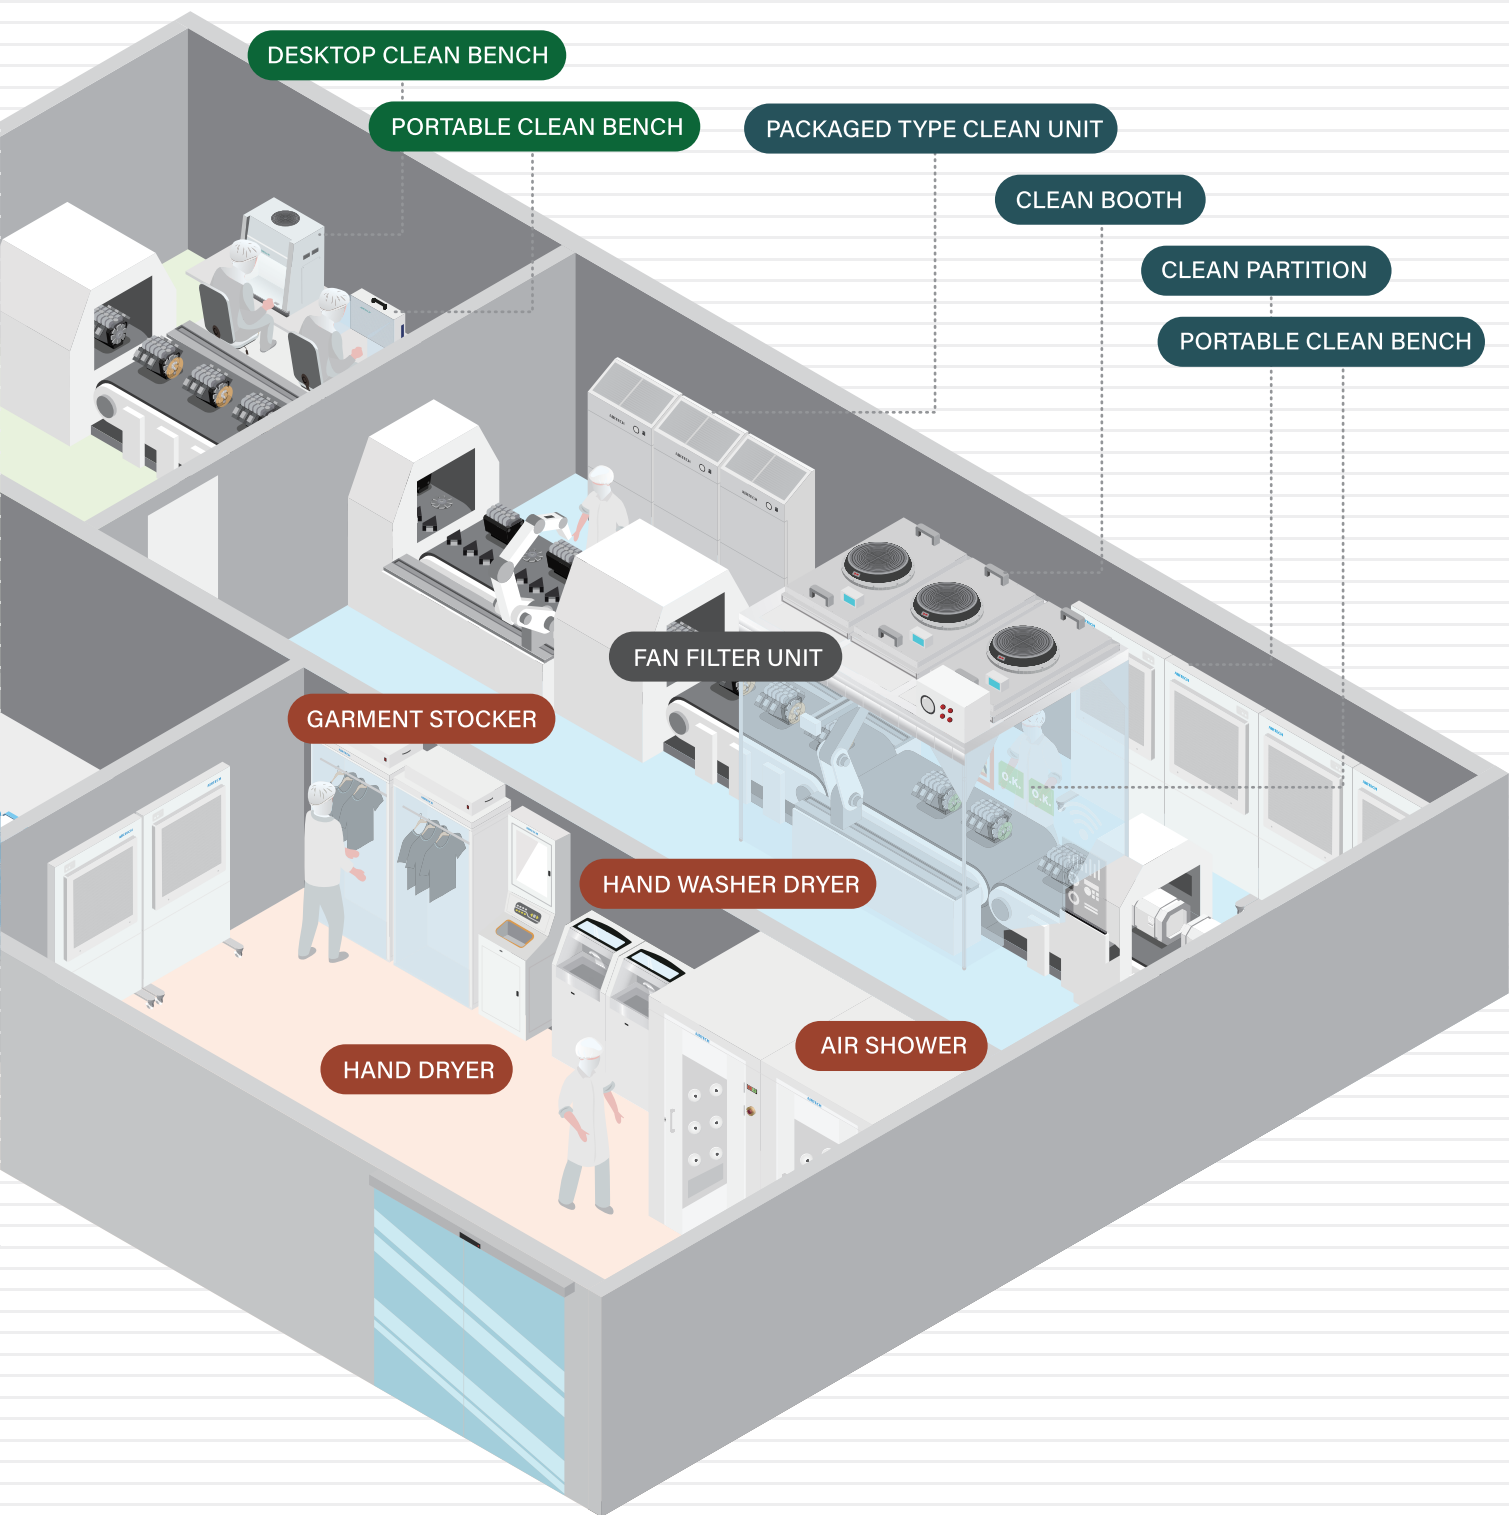 DESKTOP CLEAN BENCH
PORTABLE CLEAN BENCH
PACKAGED TYPE CLEAN UNIT
CLEAN BOOTH
CLEAN PARTITION
PORTABLE CLEAN BENCH
FAN FILTER UNIT
GARMENT STOCKER
O.K.
O.K.
HAND WASHER DRYER
AIR SHOWER
HAND DRYER